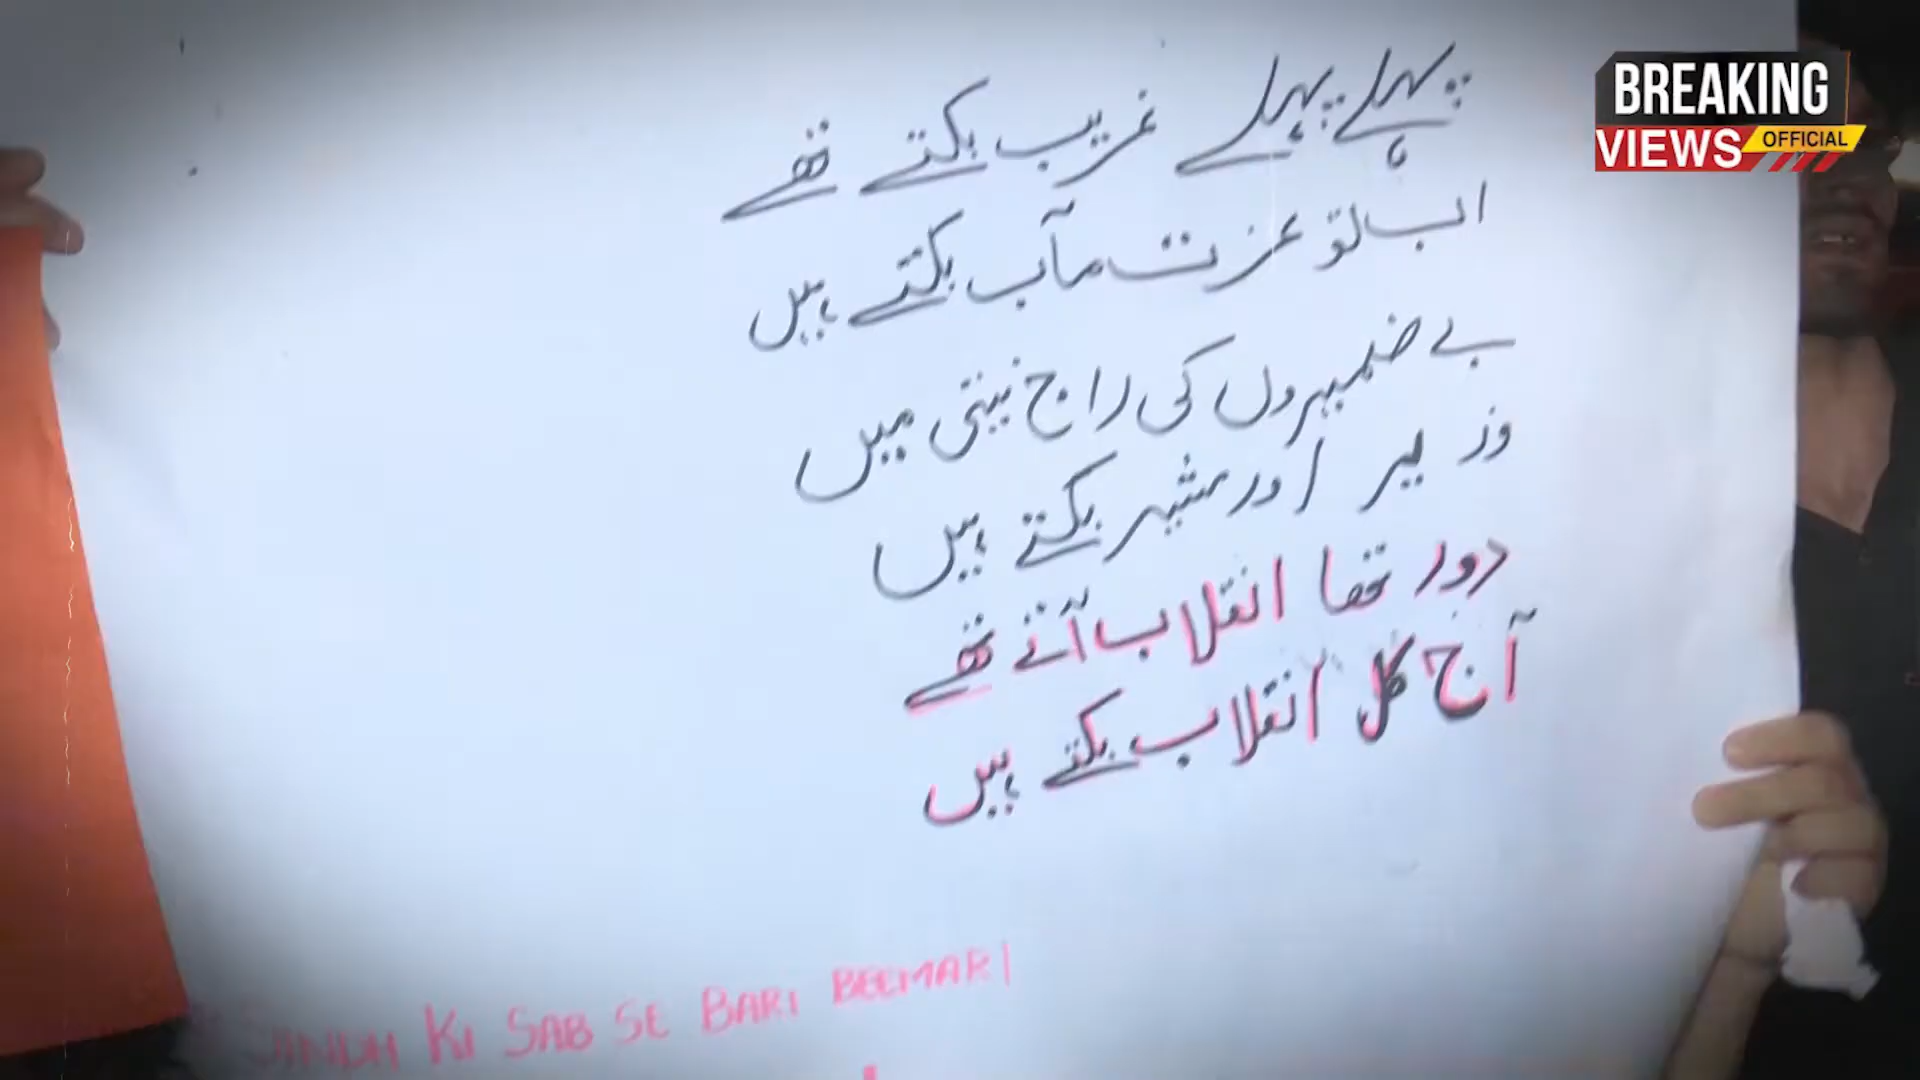 BREAKING
VIEWS OFFICIAL
پہلے پہلے غریب بکتے تھے
اب تو عزت مآب بکتے ہیں
بے ضمیروں کی راج نیتی میں
وزیر اور مشیر بکتے ہیں
دور تھا انقلاب آتے تھے
آج کل انقلاب بکتے ہیں
SINDH KI SAB SE BARI BEEMARI